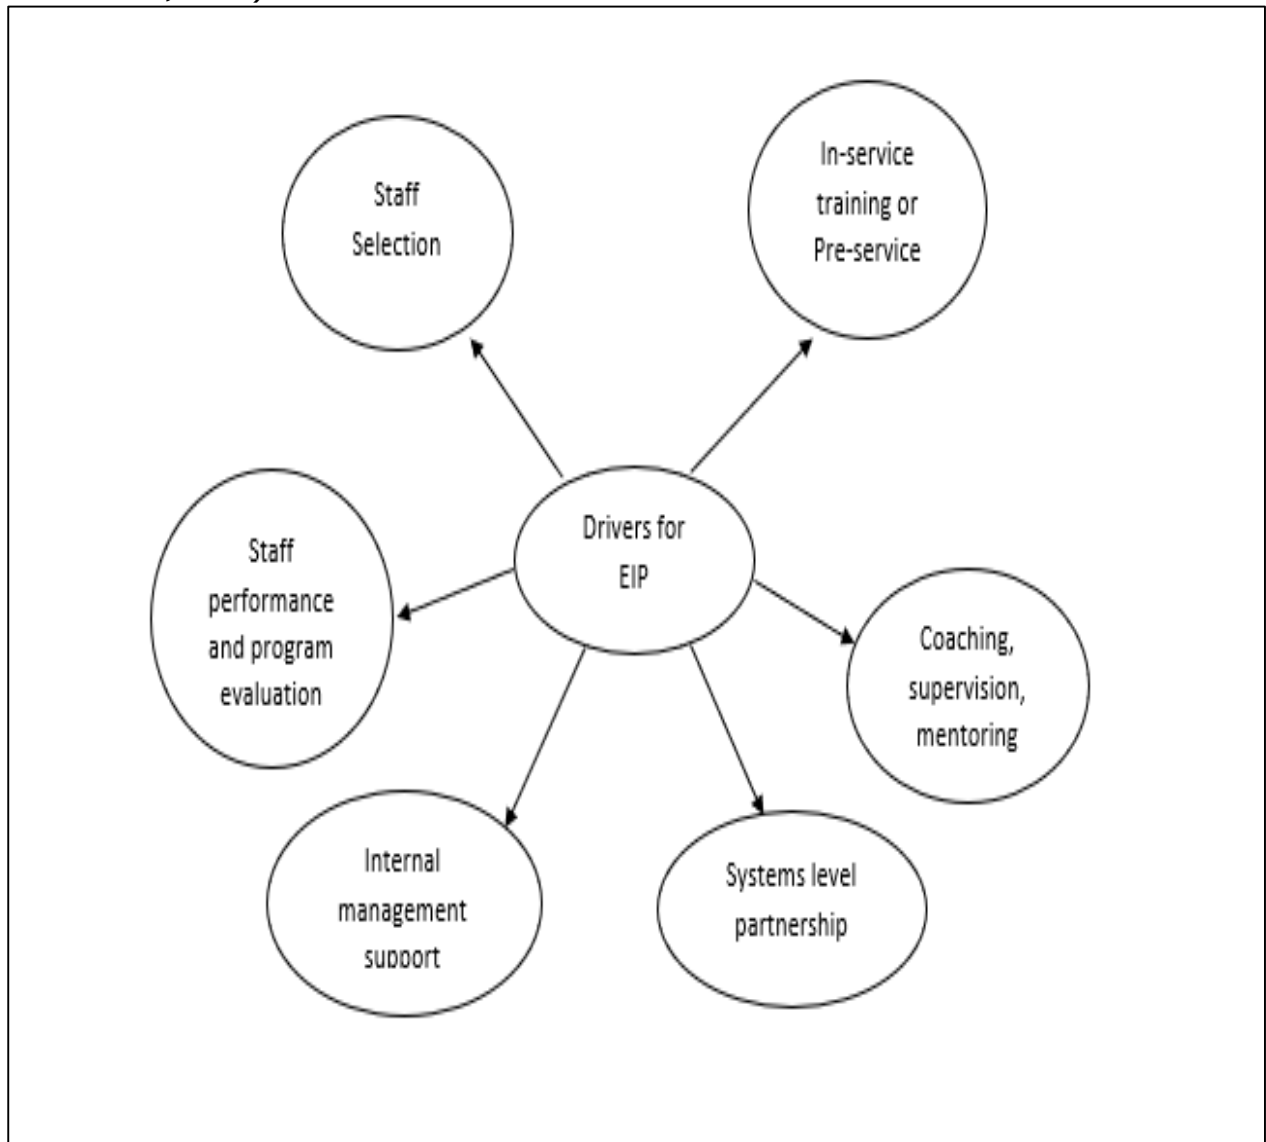 Staff
Selection
In-service
training or
Pre-service
Drivers for
EIP
Staff
performance
and program
evaluation
Coaching,
supervision,
mentoring
Internal
management
support
Systems level
partnership